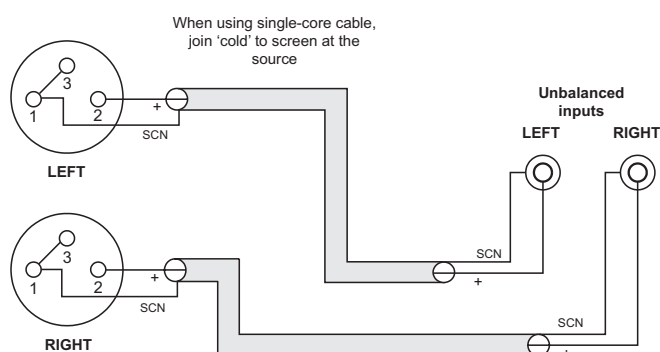 When using single-core cable,
join ‘cold’ to screen at the
source
3
1
2
+
SCN
LEFT
Unbalanced
inputs
LEFT
RIGHT
SCN
+
3
1
2
+
SCN
RIGHT
SCN
+